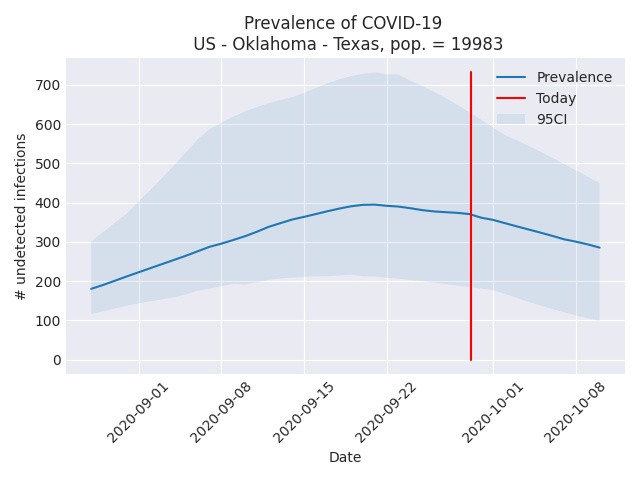 Prevalence of COVID-19
US - Oklahoma - Texas, pop. = 19983
Prevalence
Today
95CI
# undetected infections
700
600
500
400
300
200
100
0
2020-09-01
2020-09-08
2020-09-15
2020-09-22
2020-10-01
2020-10-08
Date